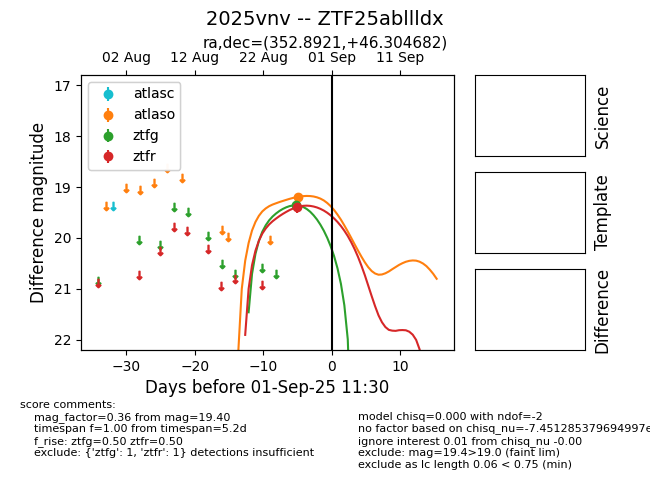 2025vnv -- ZTF25abllldx
ra,dec=(352.8921,+46.304682)
02 Aug 12 Aug 22 Aug 01 Sep 11 Sep
atlasc
atlaso
ztfg
ztfr
17
18
19
20
21
22
Difference magnitude
−30 −20 −10 0 10
Days before 01-Sep-25 11:30
Science
Template
Difference
score comments:
mag_factor=0.36 from mag=19.40
timespan f=1.00 from timespan=5.2d
f_rise: ztfg=0.50 ztfr=0.50
exclude: {'ztfg': 1, 'ztfr': 1} detections insufficient
model chisq=0.000 with ndof=-2
no factor based on chisq_nu=-7.451285379694997e
ignore interest 0.01 from chisq_nu -0.00
exclude: mag=19.4>19.0 (faint lim)
exclude as lc length 0.06 < 0.75 (min)